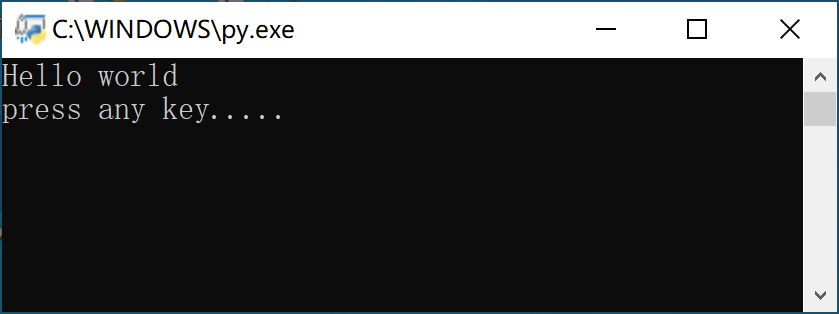 C:\WINDOWS\py.exe
Hello world
press any key.....